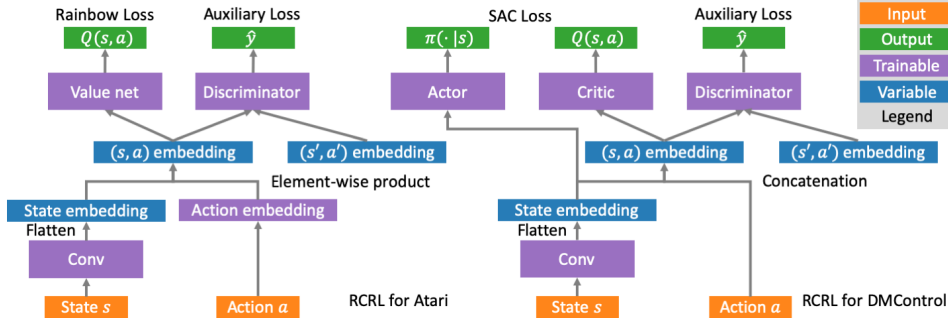 Rainbow Loss
Auxiliary Loss
SAC Loss
Auxiliary Loss
Input
Q(s, a)
ŷ
π(· |s)
Q(s, a)
ŷ
Output
Trainable
Value net
Discriminator
Actor
Critic
Discriminator
Variable
Legend
(s, a) embedding
(s′, a′) embedding
(s, a) embedding
(s′, a′) embedding
Element-wise product
Concatenation
State embedding
Action embedding
State embedding
Flatten
Flatten
Conv
Conv
State s
Action a
RCRL for Atari
State s
Action a
RCRL for DMControl